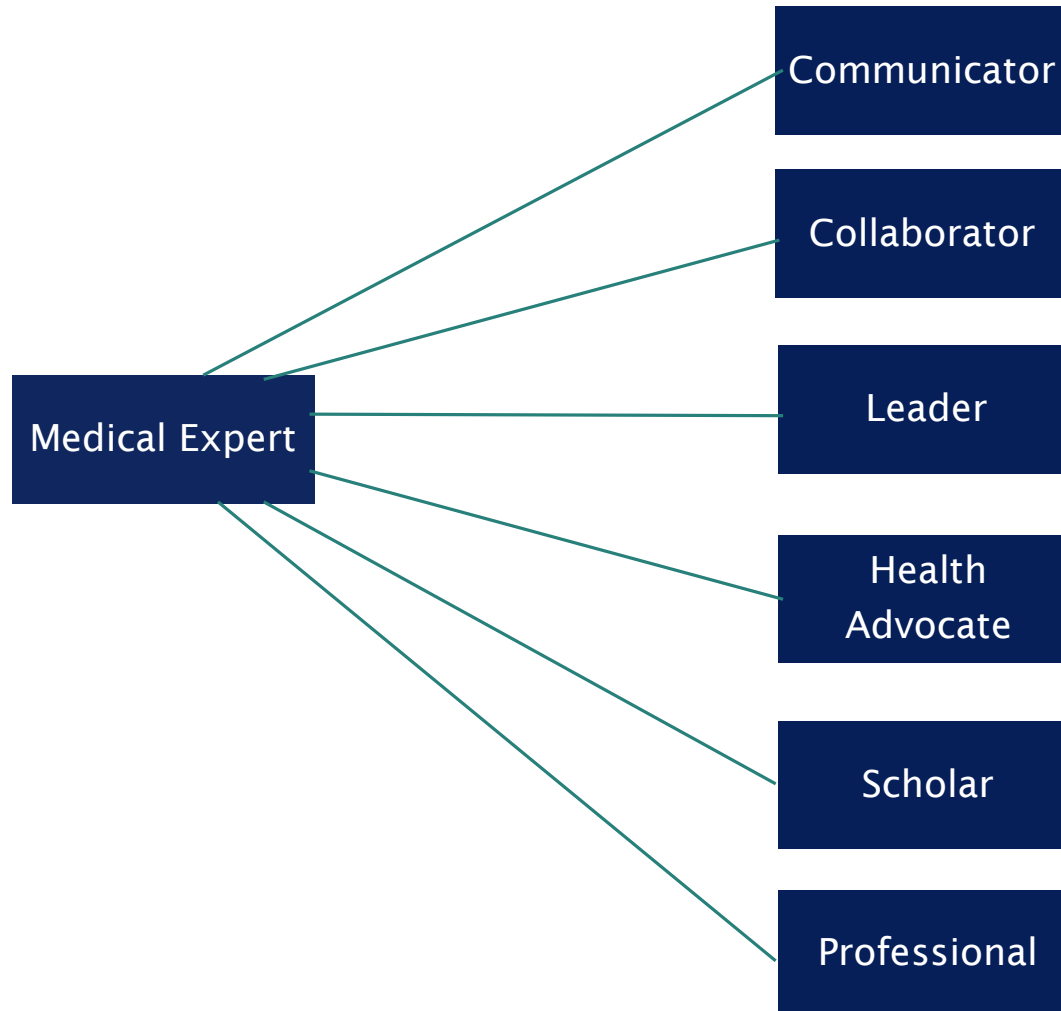 Communicator
Collaborator
Leader
Medical Expert
Health
Advocate
Scholar
Professional